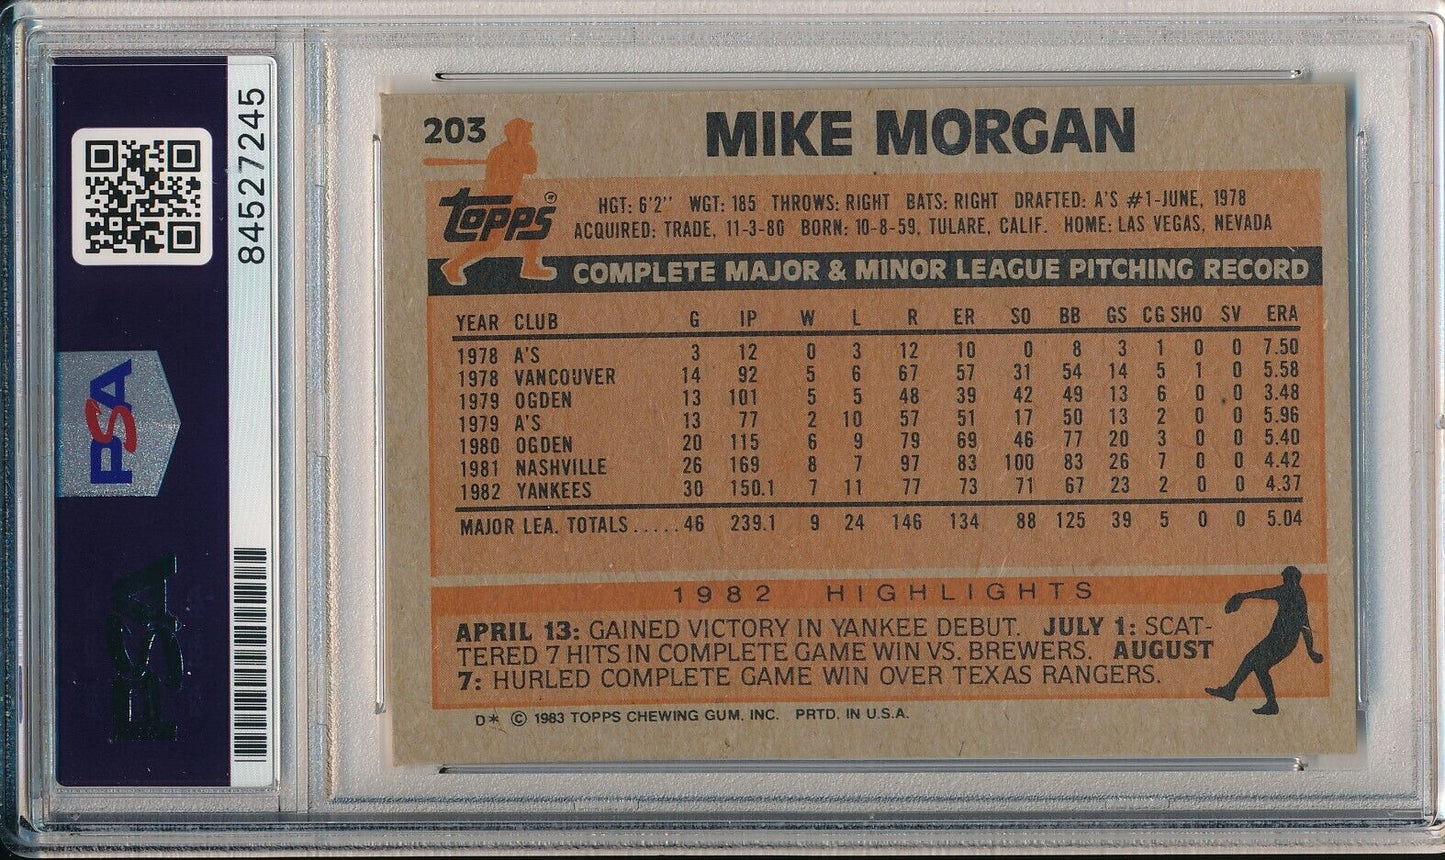 PSA
84527245
PSA
203
MIKE MORGAN
Topps®
HGT: 6'2" WGT: 185 THROWS: RIGHT BATS: RIGHT DRAFTED: A'S #1-JUNE, 1978
ACQUIRED: TRADE, 11-3-80 BORN: 10-8-59, TULARE, CALIF. HOME: LAS VEGAS, NEVADA
COMPLETE MAJOR & MINOR LEAGUE PITCHING RECORD
YEAR CLUB G IP W L R ER SO BB GS CG SHO SV ERA
1978 A'S 3 12 0 3 12 10 0 8 3 1 0 0 7.50
1978 VANCOUVER 14 92 5 6 67 57 31 54 14 5 1 0 5.58
1979 OGDEN 13 101 5 5 48 39 42 49 13 6 0 0 3.48
1979 A'S 13 77 2 10 57 51 17 50 13 2 0 0 5.96
1980 OGDEN 20 115 6 9 79 69 46 77 20 3 0 0 5.40
1981 NASHVILLE 26 169 8 7 97 83 100 83 26 7 0 0 4.42
1982 YANKEES 30 150.1 7 11 77 73 71 67 23 2 0 0 4.37
MAJOR LEA. TOTALS.....46 239.1 9 24 146 134 88 125 39 5 0 0 5.04
1982 HIGHLIGHTS
APRIL 13: GAINED VICTORY IN YANKEE DEBUT. JULY 1: SCAT-
TERED 7 HITS IN COMPLETE GAME WIN VS. BREWERS. AUGUST
7: HURLED COMPLETE GAME WIN OVER TEXAS RANGERS.
D* © 1983 TOPPS CHEWING GUM, INC. PRTD. IN U.S.A.